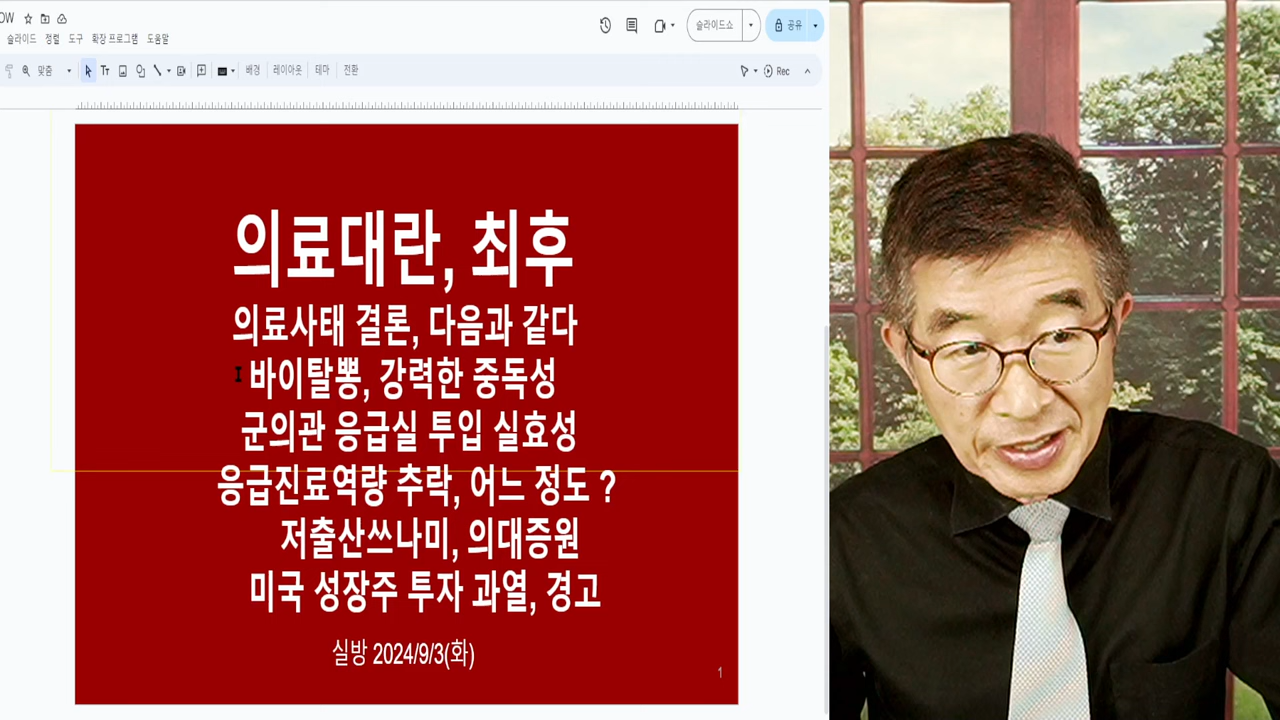 OW
슬라이드 정렬 도구 확장 프로그램 도움말
슬라이드쇼
공유
맞춤
Tт
배경 레이아웃 테마 전환
Rec
의료대란, 최후
의료사태 결론, 다음과 같다
바이탈뽕, 강력한 중독성
군의관 응급실 투입 실효성
응급진료역량 추락, 어느 정도 ?
저출산쓰나미, 의대증원
미국 성장주 투자 과열, 경고
실방 2024/9/3(화)
1